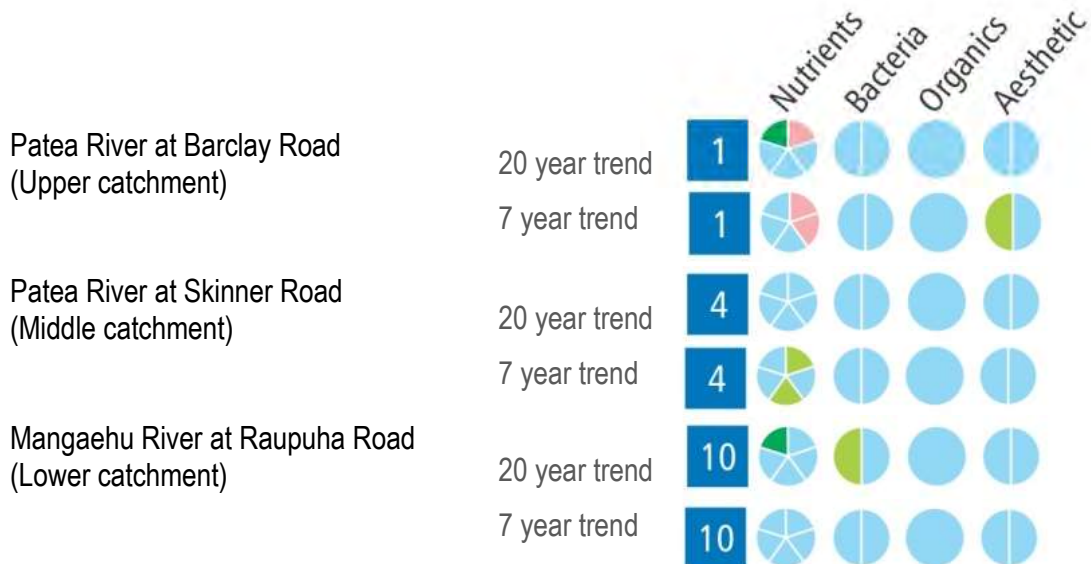 Nutrients Bacteria Organics Aesthetic
Patea River at Barclay Road
(Upper catchment)
20 year trend 1
7 year trend 1
Patea River at Skinner Road
(Middle catchment)
20 year trend 4
7 year trend 4
Mangaehu River at Raupuha Road
(Lower catchment)
20 year trend 10
7 year trend 10